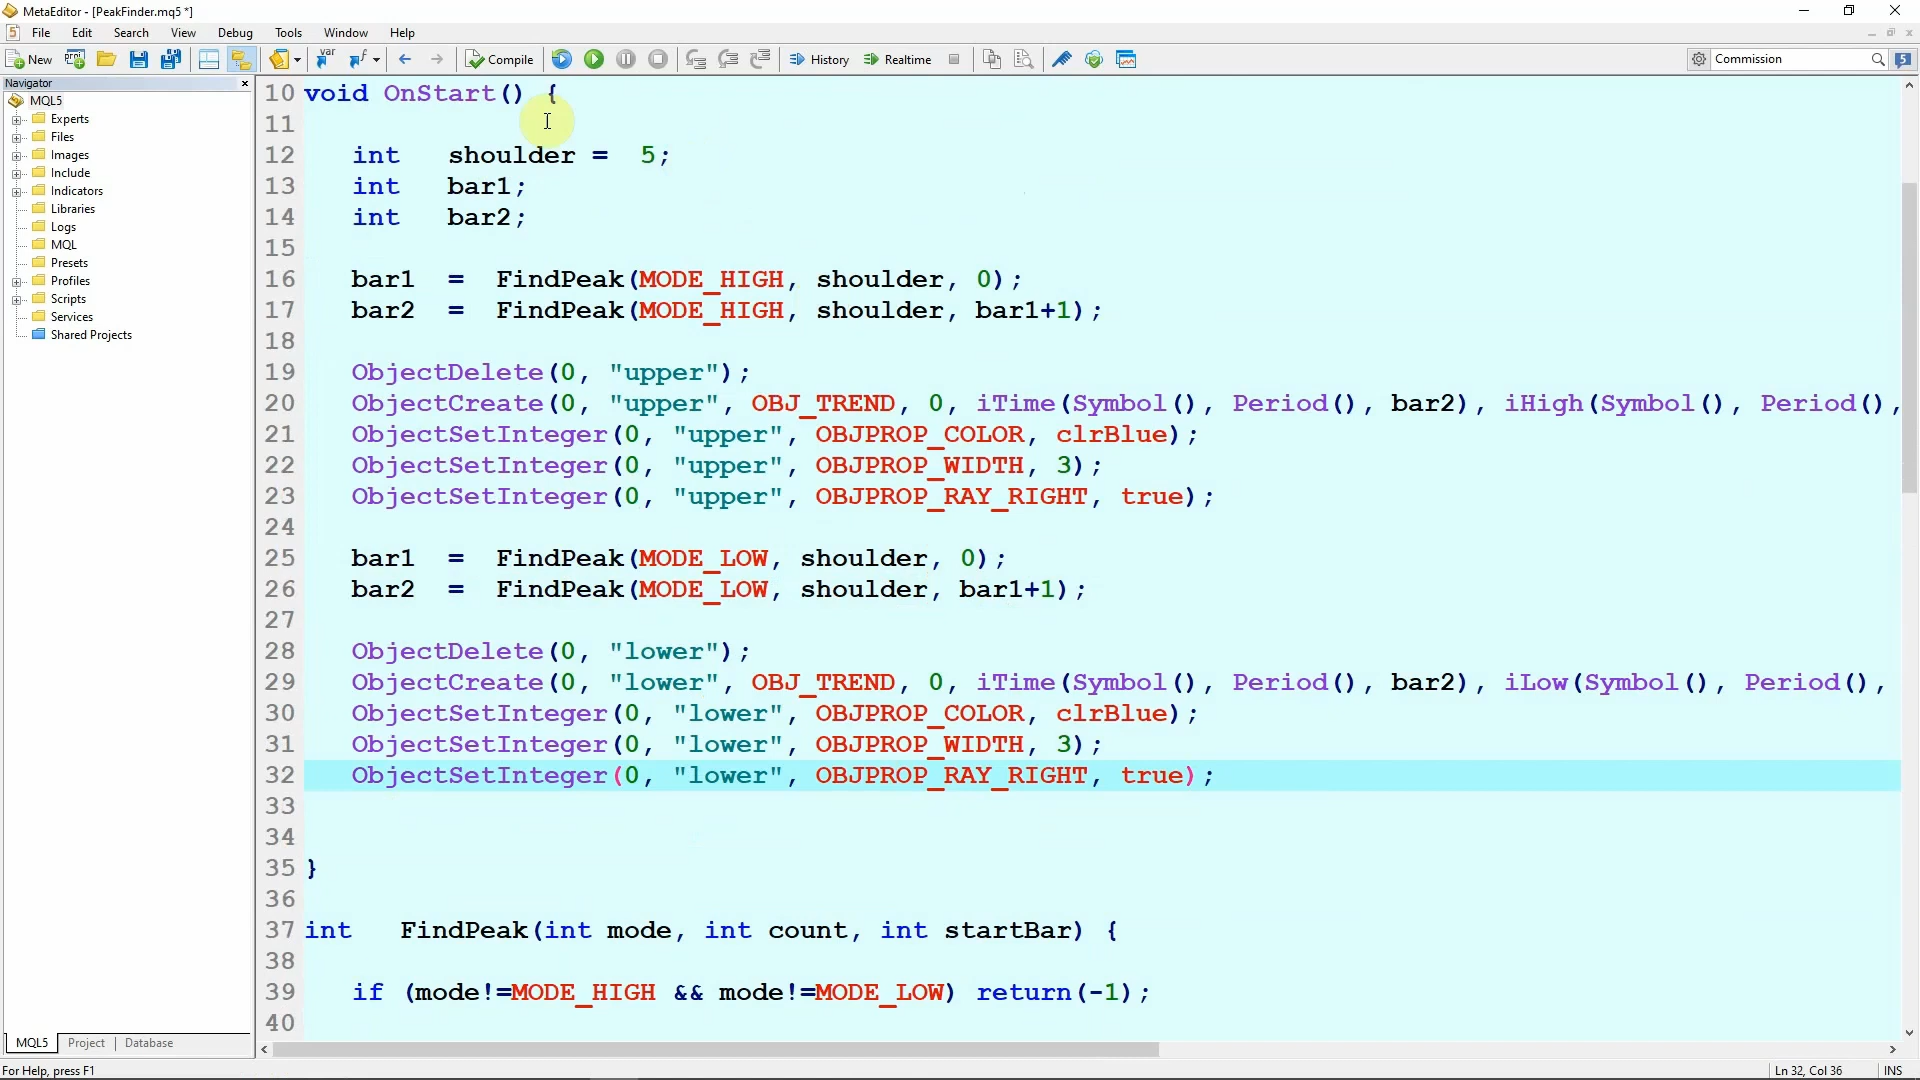 MetaEditor - [PeakFinder.mq5 *]
File Edit Search View Debug Tools Window Help
New Compile History Realtime Commission 5
Navigator
MQL5
Experts
Files
Images
Include
Indicators
Libraries
Logs
MQL
Presets
Profiles
Scripts
Services
Shared Projects
10 void OnStart() {
11
12 int shoulder = 5;
13 int bar1;
14 int bar2;
15
16 bar1 = FindPeak(MODE_HIGH, shoulder, 0);
17 bar2 = FindPeak(MODE_HIGH, shoulder, bar1+1);
18
19 ObjectDelete(0, "upper");
20 ObjectCreate(0, "upper", OBJ_TREND, 0, iTime(Symbol(), Period(), bar2), iHigh(Symbol(), Period(),
21 ObjectSetInteger(0, "upper", OBJPROP_COLOR, clrBlue);
22 ObjectSetInteger(0, "upper", OBJPROP_WIDTH, 3);
23 ObjectSetInteger(0, "upper", OBJPROP_RAY_RIGHT, true);
24
25 bar1 = FindPeak(MODE_LOW, shoulder, 0);
26 bar2 = FindPeak(MODE_LOW, shoulder, bar1+1);
27
28 ObjectDelete(0, "lower");
29 ObjectCreate(0, "lower", OBJ_TREND, 0, iTime(Symbol(), Period(), bar2), iLow(Symbol(), Period(),
30 ObjectSetInteger(0, "lower", OBJPROP_COLOR, clrBlue);
31 ObjectSetInteger(0, "lower", OBJPROP_WIDTH, 3);
32 ObjectSetInteger(0, "lower", OBJPROP_RAY_RIGHT, true);
33
34
35 }
36
37 int FindPeak(int mode, int count, int startBar) {
38
39 if (mode!=MODE_HIGH && mode!=MODE_LOW) return(-1);
40
MQL5 Project Database
For Help, press F1 Ln 32, Col 36 INS